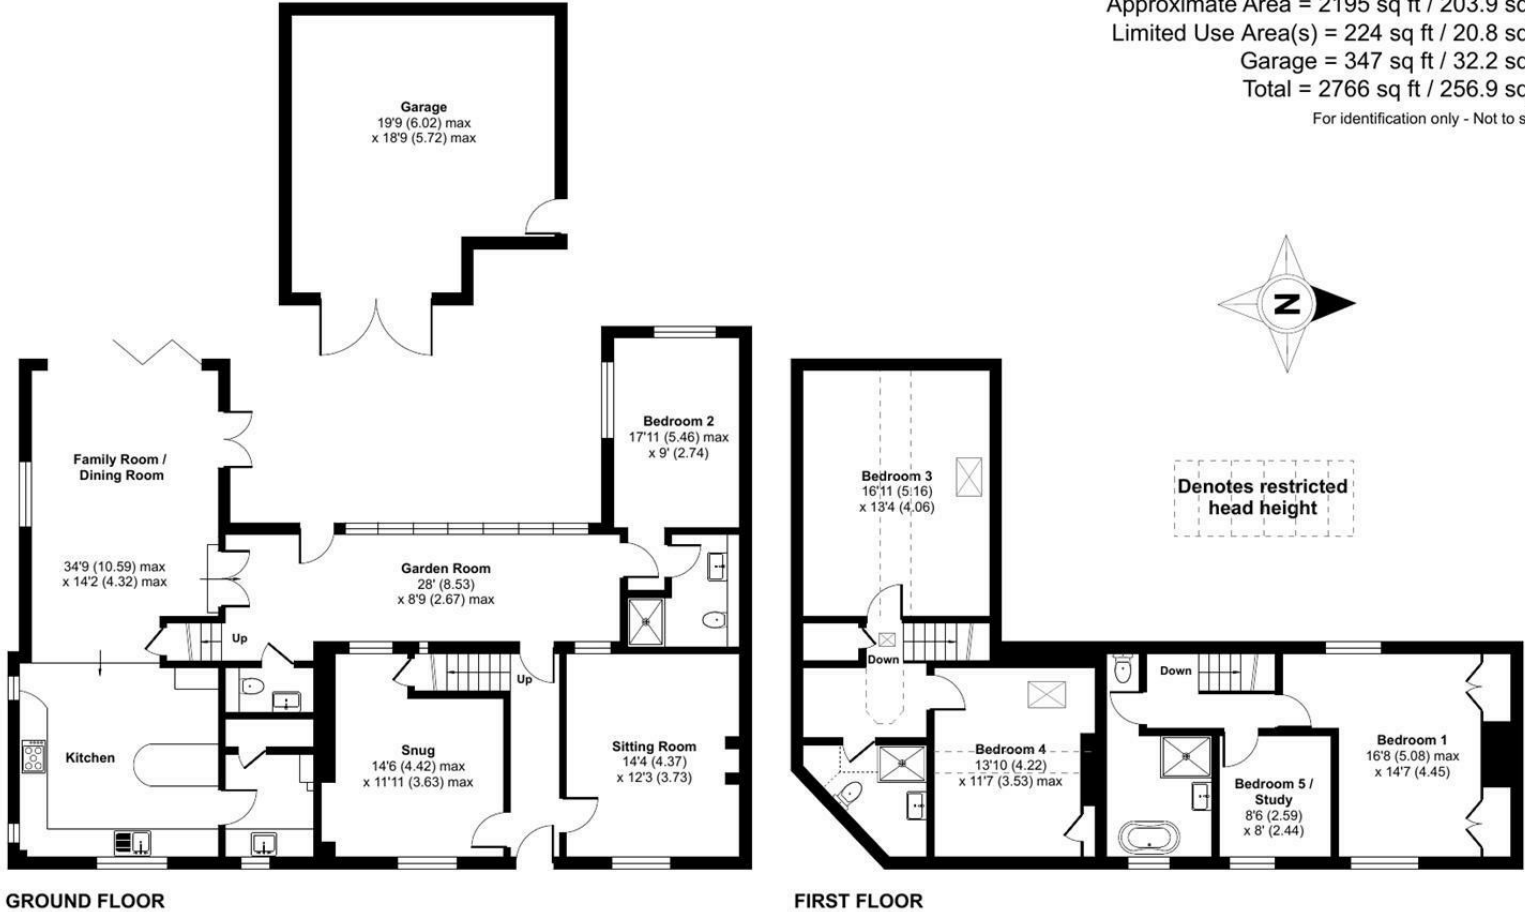 Approximate Area = 2195 sq ft / 203.9 sq
Limited Use Area(s) = 224 sq ft / 20.8 sq
Garage = 347 sq ft / 32.2 sq
Total = 2766 sq ft / 256.9 sq
For identification only - Not to s
Garage
19'9 (6.02) max
x 18'9 (5.72) max
N
Bedroom 2
17'11 (5.46) max
x 9' (2.74)
Family Room /
Dining Room
34'9 (10.59) max
x 14'2 (4.32) max
Garden Room
28' (8.53)
x 8'9 (2.67) max
Up
Up
Kitchen
Snug
14'6 (4.42) max
x 11'11 (3.63) max
Sitting Room
14'4 (4.37)
x 12'3 (3.73)
GROUND FLOOR
Bedroom 3
16'11 (5.16)
x 13'4 (4.06)
Denotes restricted
head height
Down
Down
Bedroom 4
13'10 (4.22)
x 11'7 (3.53) max
Bedroom 1
16'8 (5.08) max
x 14'7 (4.45)
Bedroom 5 /
Study
8'6 (2.59)
x 8' (2.44)
FIRST FLOOR